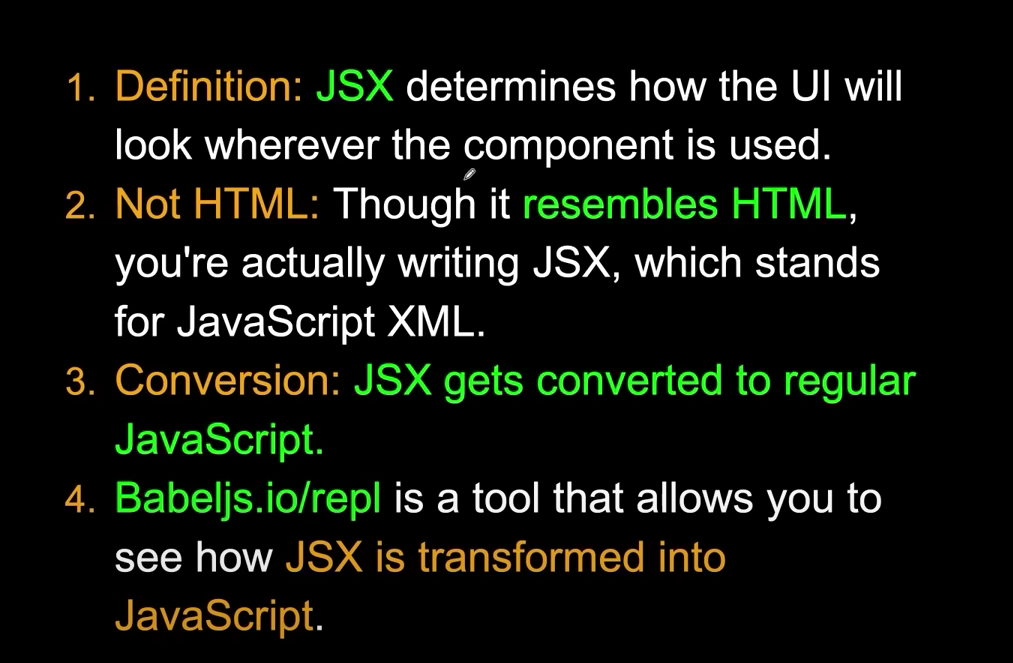 1. Definition: JSX determines how the UI will
look wherever the component is used.
2. Not HTML: Though it resembles HTML,
you're actually writing JSX, which stands
for JavaScript XML.
3. Conversion: JSX gets converted to regular
JavaScript.
4. Babeljs.io/repl is a tool that allows you to
see how JSX is transformed into
JavaScript.